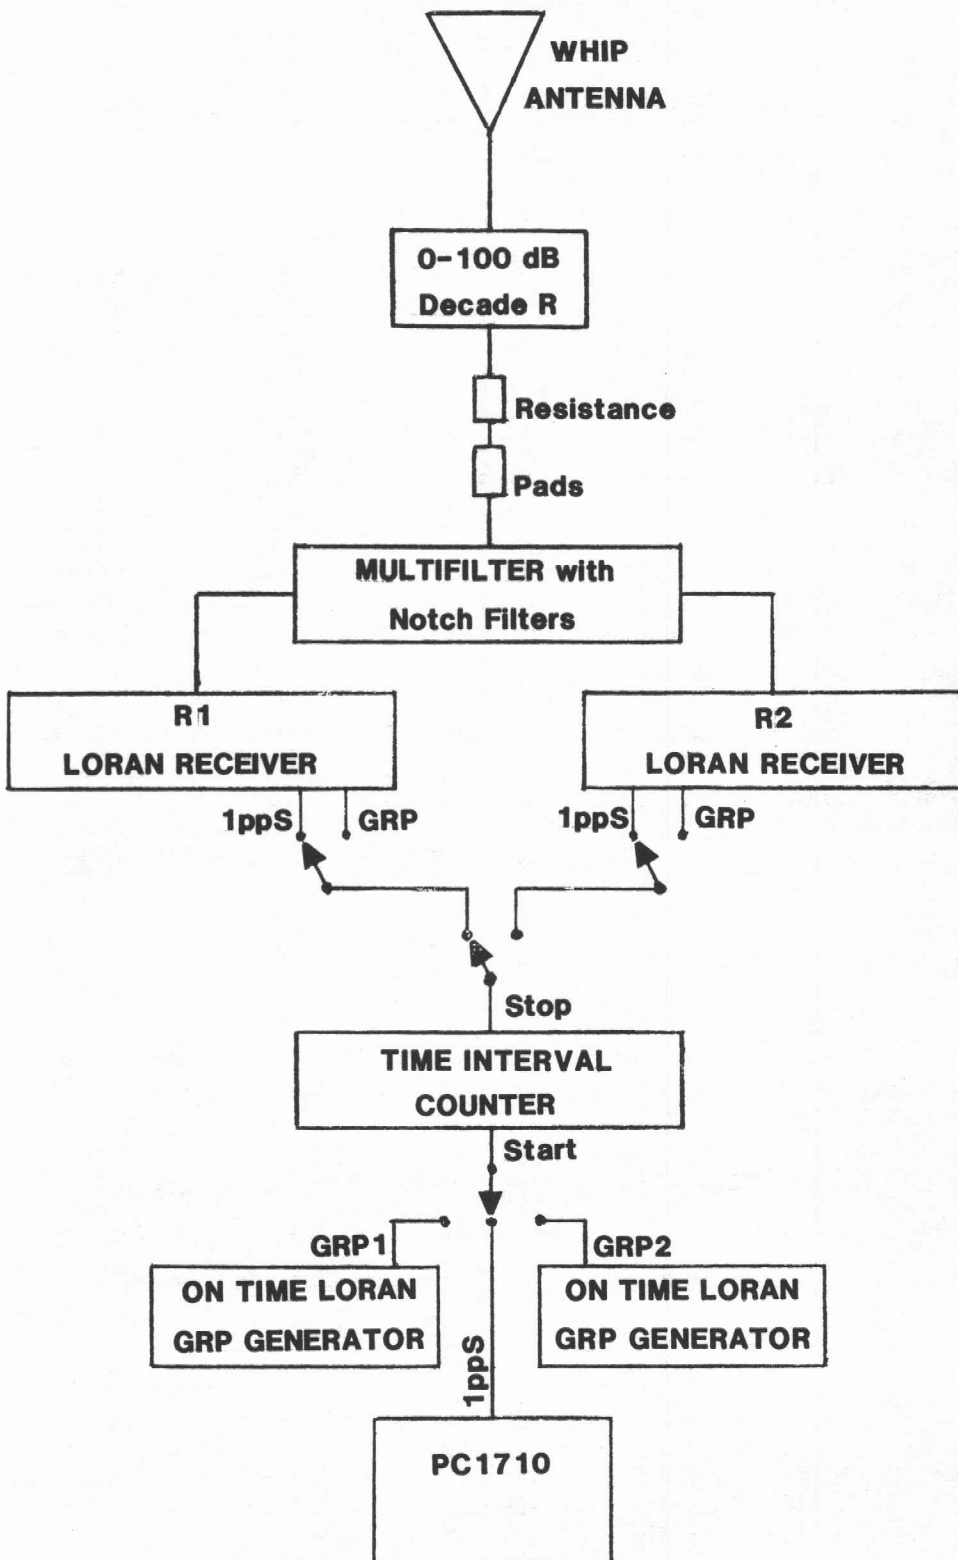 WHIP
ANTENNA
0-100 dB
Decade R
Resistance
Pads
MULTIFILTER with
Notch Filters
R1
LORAN RECEIVER
R2
LORAN RECEIVER
1ppS
GRP
1ppS
GRP
Stop
TIME INTERVAL
COUNTER
Start
GRP1
GRP2
ON TIME LORAN
GRP GENERATOR
ON TIME LORAN
GRP GENERATOR
1ppS
PC1710